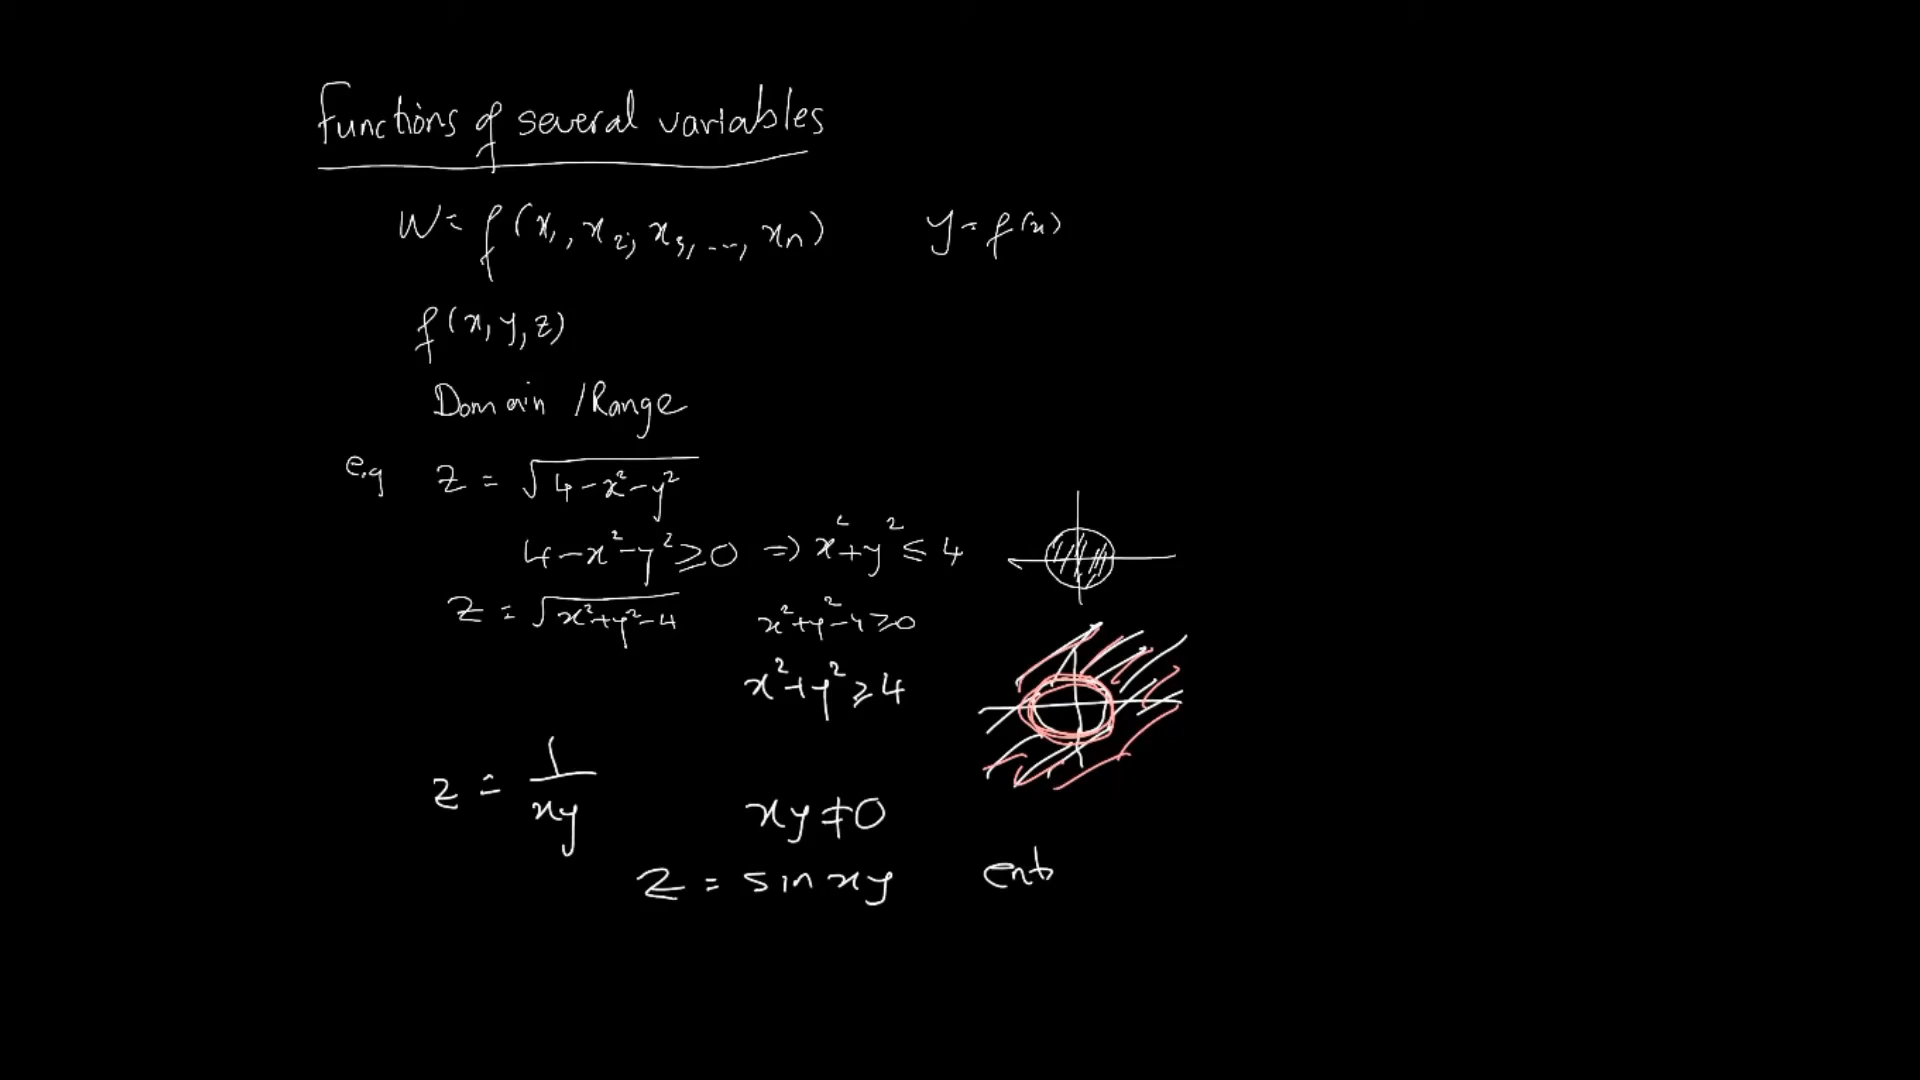 Functions of several variables
W = f(x₁, x₂, x₃, ..., xₙ) y = f(x)
f(x, y, z)
Domain / Range
e.g z = √(4-x²-y²)
4-x²-y² ≥ 0 ⇒ x²+y² ≤ 4
z = √(x²+y²-4) x²+y²-4 ≥ 0
x²+y² ≥ 4
z = 1/xy xy ≠ 0
z = sin xy ent